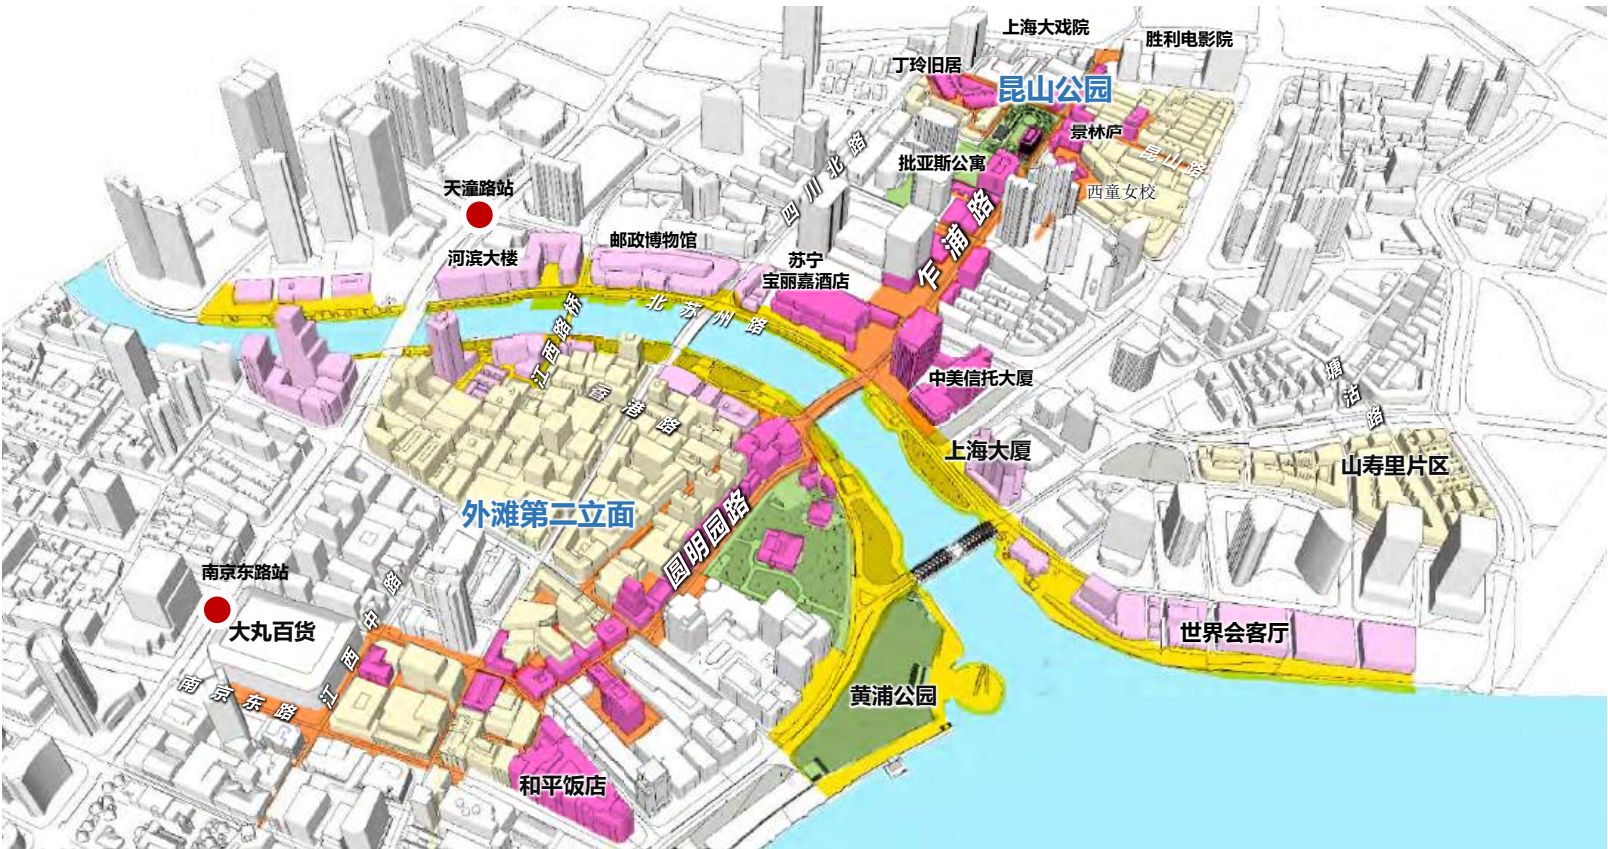 上海大戏院
胜利电影院
丁玲旧居
昆山公园
景林庐
昆山路
批亚斯公寓
西童女校
四川北路
天潼路站
乍浦路
河滨大楼
邮政博物馆
苏宁
宝丽嘉酒店
北苏州路
江西路桥
香港路
中美信托大厦
塘沽路
上海大厦
山寿里片区
外滩第二立面
圆明园路
南京东路站
大丸百货
江西中路
南京东路
世界会客厅
黄浦公园
和平饭店